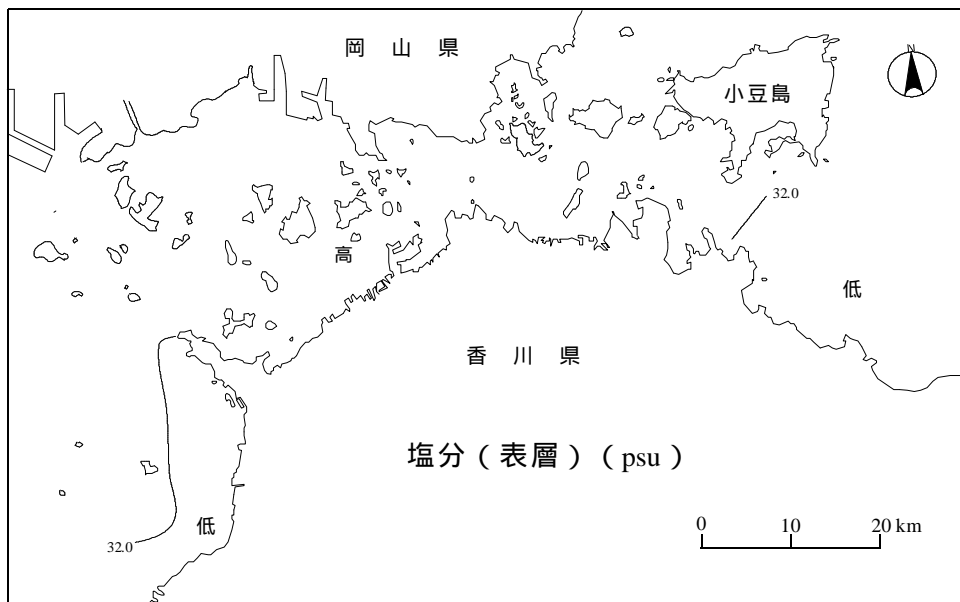 岡 山 県
小豆島
N
32.0
高
低
香 川 県
塩分（表層）（psu）
低
32.0
0 10 20 km